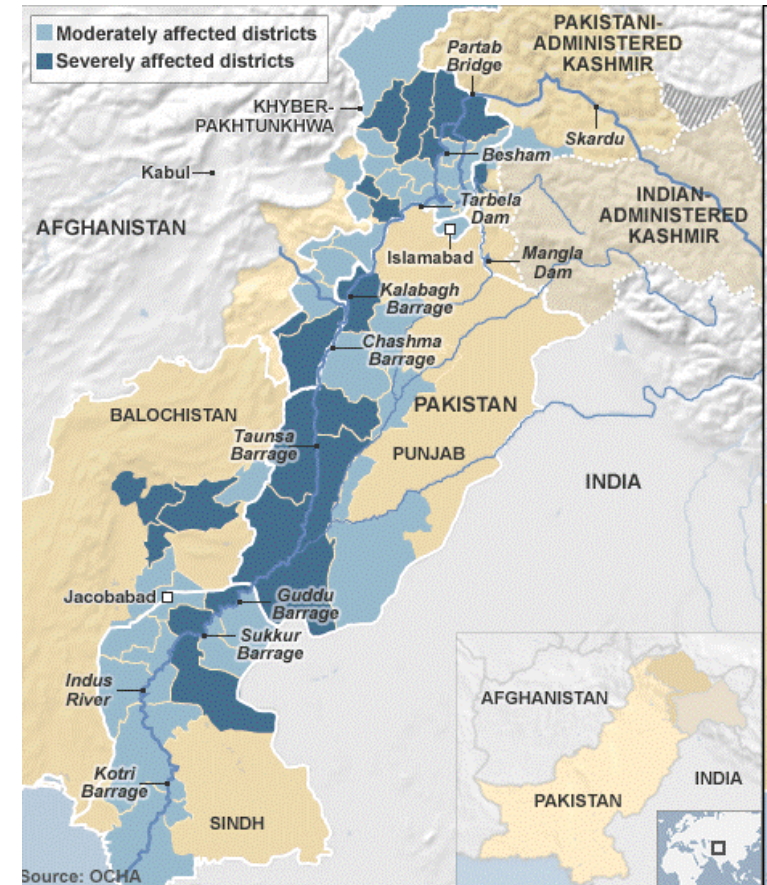 Moderately affected districts
Severely affected districts
PAKISTANI-
ADMINISTERED
KASHMIR
Partab
Bridge
KHYBER-
PAKHTUNKHWA
Skardu
Besham
Kabul
Tarbela
Dam
INDIAN-
ADMINISTERED
KASHMIR
AFGHANISTAN
Islamabad
Mangla
Dam
Kalabagh
Barrage
Chashma
Barrage
BALOCHISTAN
PAKISTAN
Taunsa
Barrage
PUNJAB
INDIA
Jacobabad
Guddu
Barrage
Sukkur
Barrage
Indus
River
Kotri
Barrage
SINDH
AFGHANISTAN
INDIA
PAKISTAN
Source: OCHA